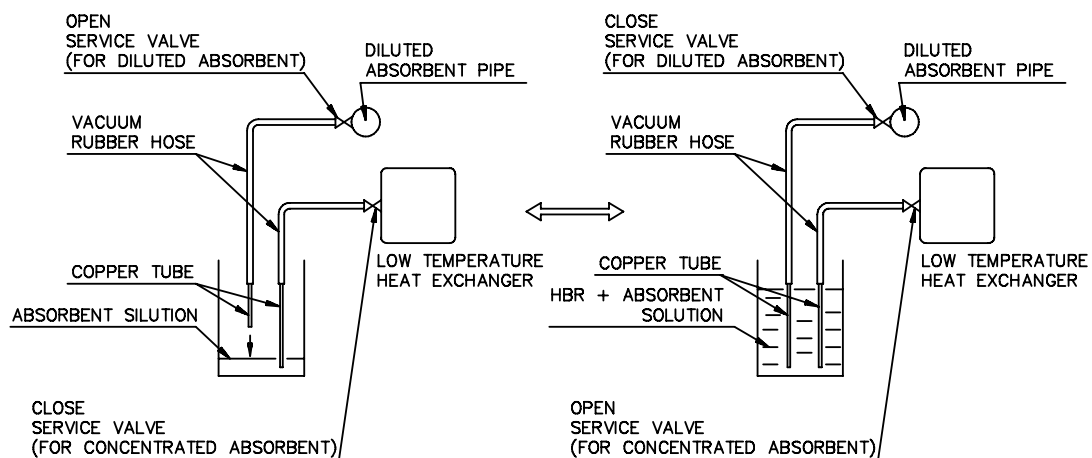 OPEN
SERVICE VALVE
(FOR DILUTED ABSORBENT)
DILUTED
ABSORBENT PIPE
VACUUM
RUBBER HOSE
LOW TEMPERATURE
HEAT EXCHANGER
COPPER TUBE
ABSORBENT SILUTION
CLOSE
SERVICE VALVE
(FOR CONCENTRATED ABSORBENT)
CLOSE
SERVICE VALVE
(FOR DILUTED ABSORBENT)
DILUTED
ABSORBENT PIPE
VACUUM
RUBBER HOSE
LOW TEMPERATURE
HEAT EXCHANGER
COPPER TUBE
HBR + ABSORBENT
SOLUTION
OPEN
SERVICE VALVE
(FOR CONCENTRATED ABSORBENT)